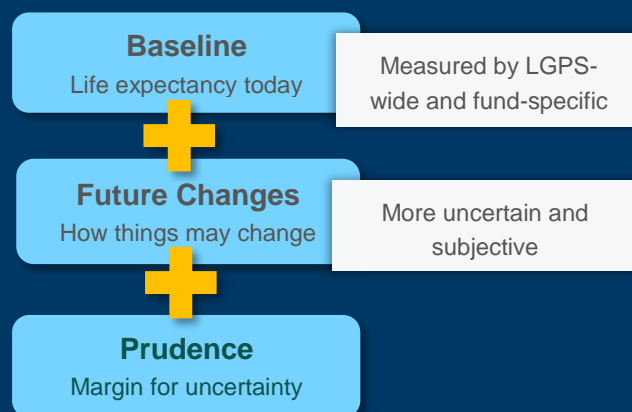 Baseline
Life expectancy today
Measured by LGPS-
wide and fund-specific
Future Changes
How things may change
More uncertain and
subjective
Prudence
Margin for uncertainty